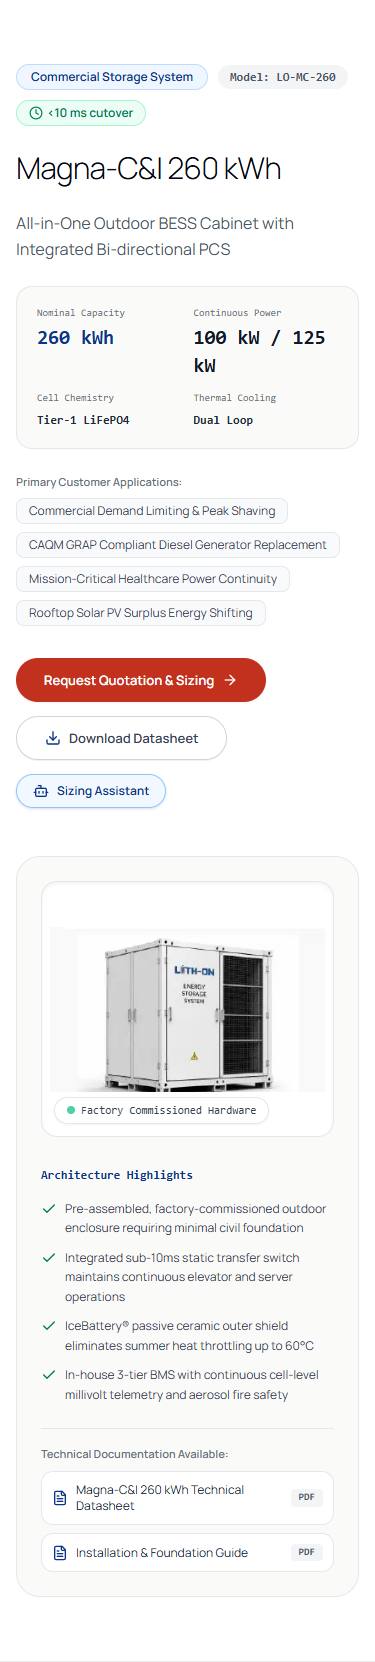 Commercial Storage System
Model: LO-MC-260
<10 ms cutover
Magna-C&I 260 kWh
All-in-One Outdoor BESS Cabinet with
Integrated Bi-directional PCS
Nominal Capacity
260 kWh
Continuous Power
100 kW / 125
kW
Cell Chemistry
Tier-1 LiFePO4
Thermal Cooling
Dual Loop
Primary Customer Applications:
Commercial Demand Limiting & Peak Shaving
CAQM GRAP Compliant Diesel Generator Replacement
Mission-Critical Healthcare Power Continuity
Rooftop Solar PV Surplus Energy Shifting
Request Quotation & Sizing
Download Datasheet
Sizing Assistant
LITH-ON
ENERGY
STORAGE
SYSTEM
Factory Commissioned Hardware
Architecture Highlights
Pre-assembled, factory-commissioned outdoor
enclosure requiring minimal civil foundation
Integrated sub-10ms static transfer switch
maintains continuous elevator and server
operations
IceBattery® passive ceramic outer shield
eliminates summer heat throttling up to 60°C
In-house 3-tier BMS with continuous cell-level
millivolt telemetry and aerosol fire safety
Technical Documentation Available:
Magna-C&I 260 kWh Technical
Datasheet
PDF
Installation & Foundation Guide
PDF